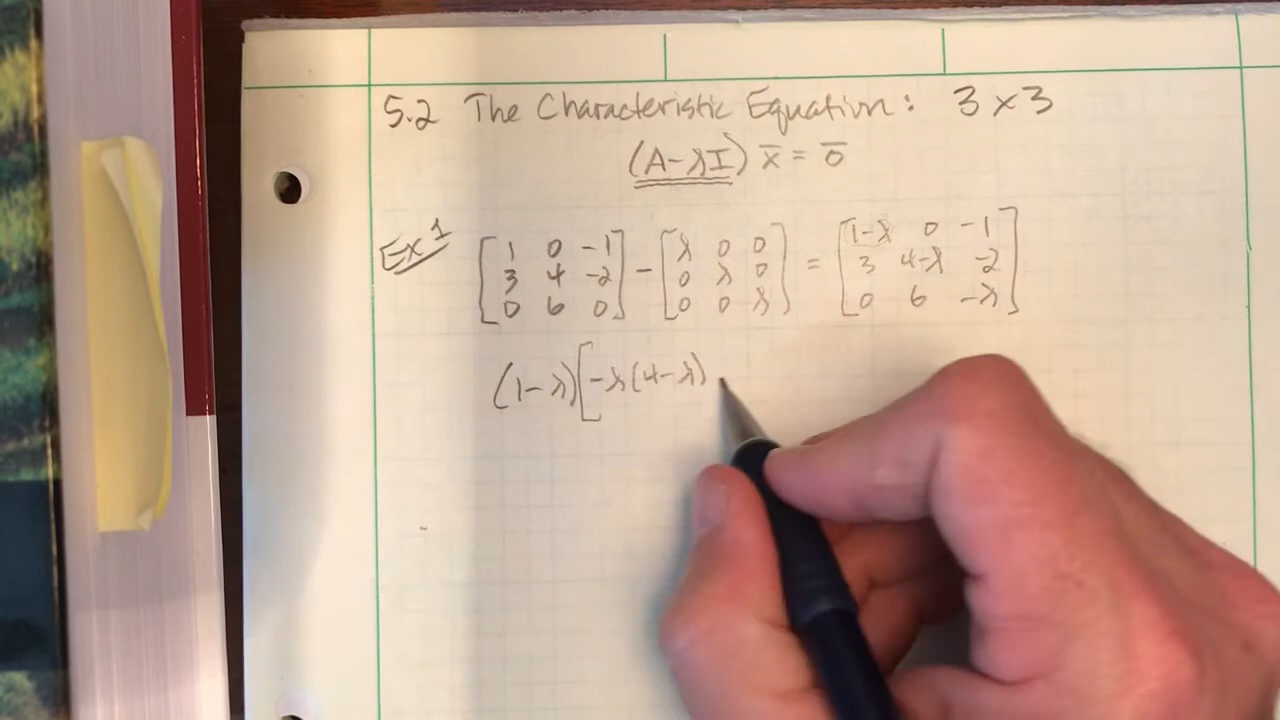 5.2 The Characteristic Equation: 3 x 3
(A-λI) x̅ = 0̅
Ex 1 [1 0 -1; 3 4 -2; 0 6 0] - [λ 0 0; 0 λ 0; 0 0 λ] = [1-λ 0 -1; 3 4-λ -2; 0 6 -λ]
(1-λ)[-λ(4-λ)